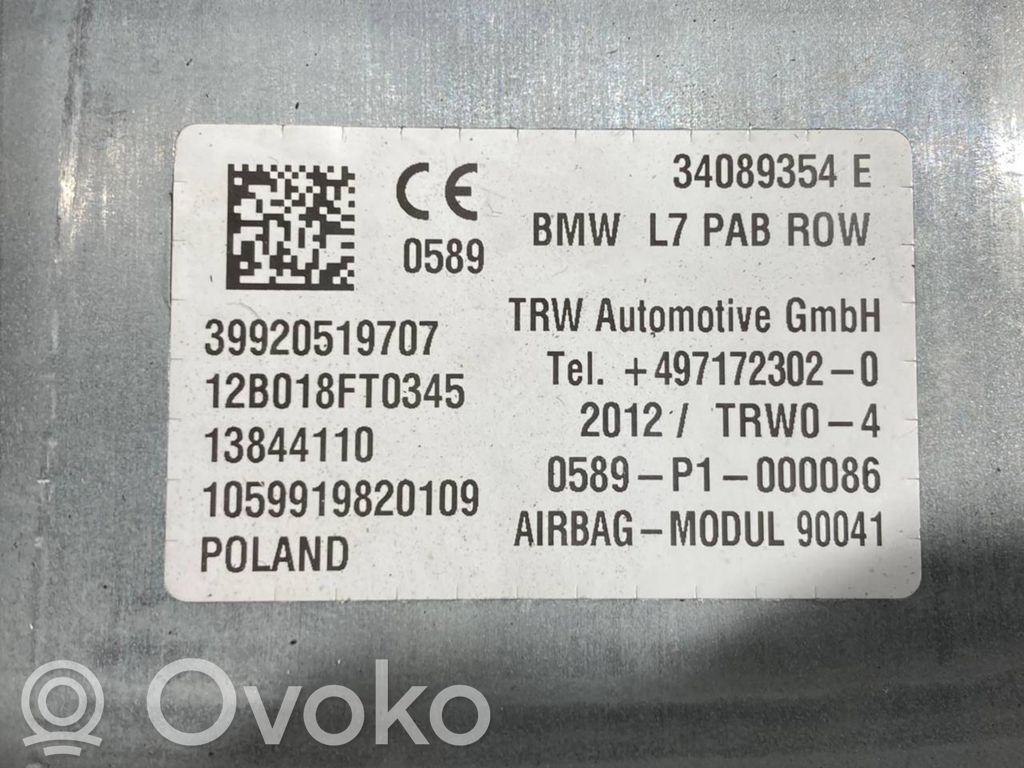 CE
0589
34089354 E
BMW L7 PAB ROW
39920519707
12B018FT0345
13844110
1059919820109
POLAND
TRW Automotive GmbH
Tel. +497172302-0
2012 / TRW0-4
0589-P1-000086
AIRBAG-MODUL 90041
Ovoko